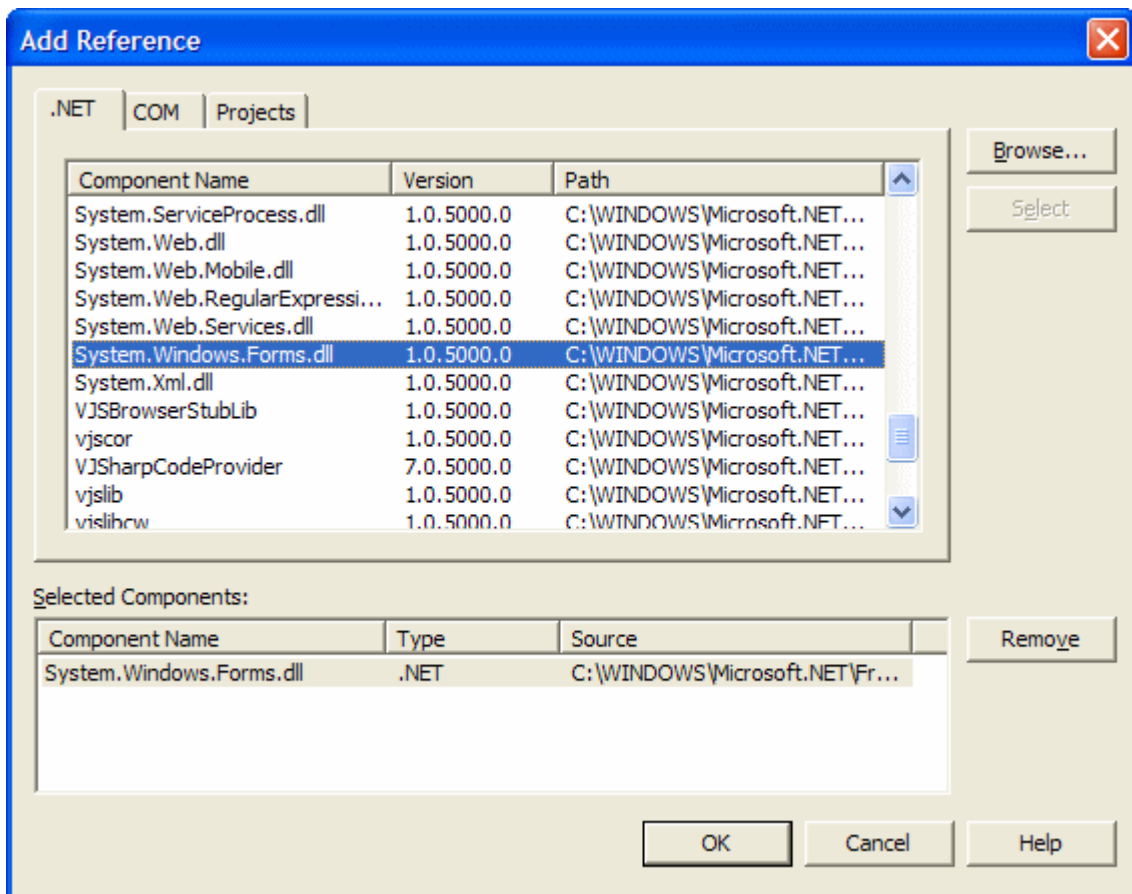 Add Reference
.NET COM Projects
Browse...
Select
Component Name Version Path
System.ServiceProcess.dll 1.0.5000.0 C:\WINDOWS\Microsoft.NET...
System.Web.dll 1.0.5000.0 C:\WINDOWS\Microsoft.NET...
System.Web.Mobile.dll 1.0.5000.0 C:\WINDOWS\Microsoft.NET...
System.Web.RegularExpressi... 1.0.5000.0 C:\WINDOWS\Microsoft.NET...
System.Web.Services.dll 1.0.5000.0 C:\WINDOWS\Microsoft.NET...
System.Windows.Forms.dll 1.0.5000.0 C:\WINDOWS\Microsoft.NET...
System.Xml.dll 1.0.5000.0 C:\WINDOWS\Microsoft.NET...
VJSBrowserStubLib 1.0.5000.0 C:\WINDOWS\Microsoft.NET...
vjscor 1.0.5000.0 C:\WINDOWS\Microsoft.NET...
VJSharpCodeProvider 7.0.5000.0 C:\WINDOWS\Microsoft.NET...
vjslib 1.0.5000.0 C:\WINDOWS\Microsoft.NET...
vjslibcw 1.0.5000.0 C:\WINDOWS\Microsoft.NET...
Selected Components:
Component Name Type Source
Remove
System.Windows.Forms.dll .NET C:\WINDOWS\Microsoft.NET\Fr...
OK Cancel Help